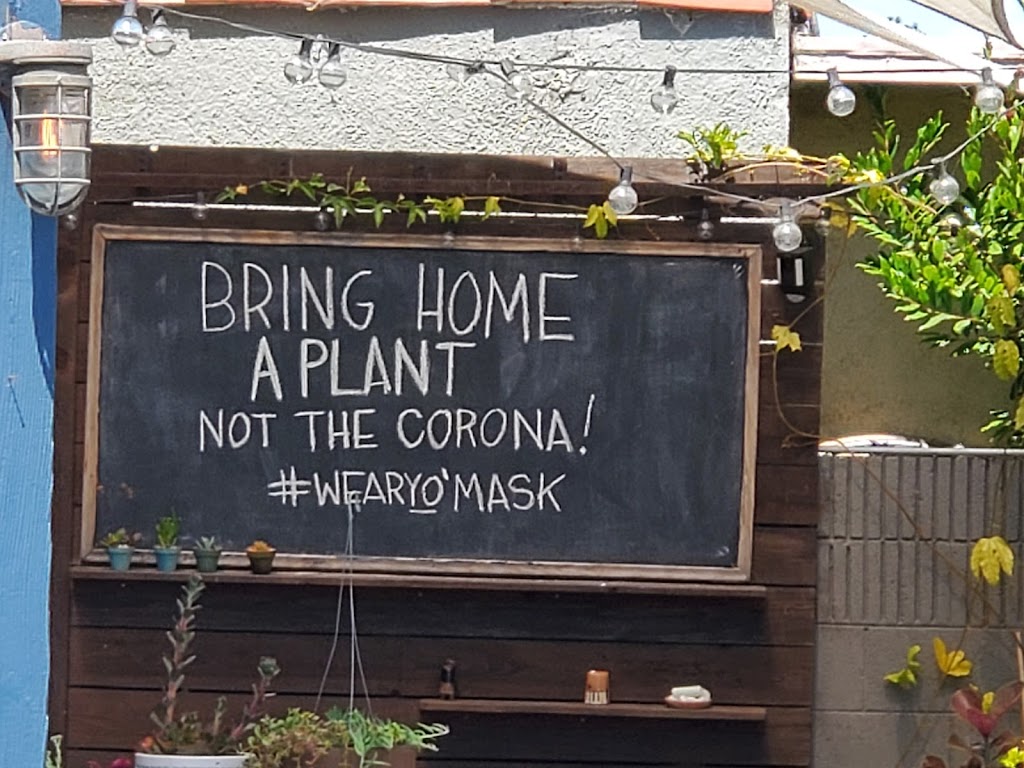 BRING HOME
A PLANT
NOT THE CORONA!
#WEARYO'MASK